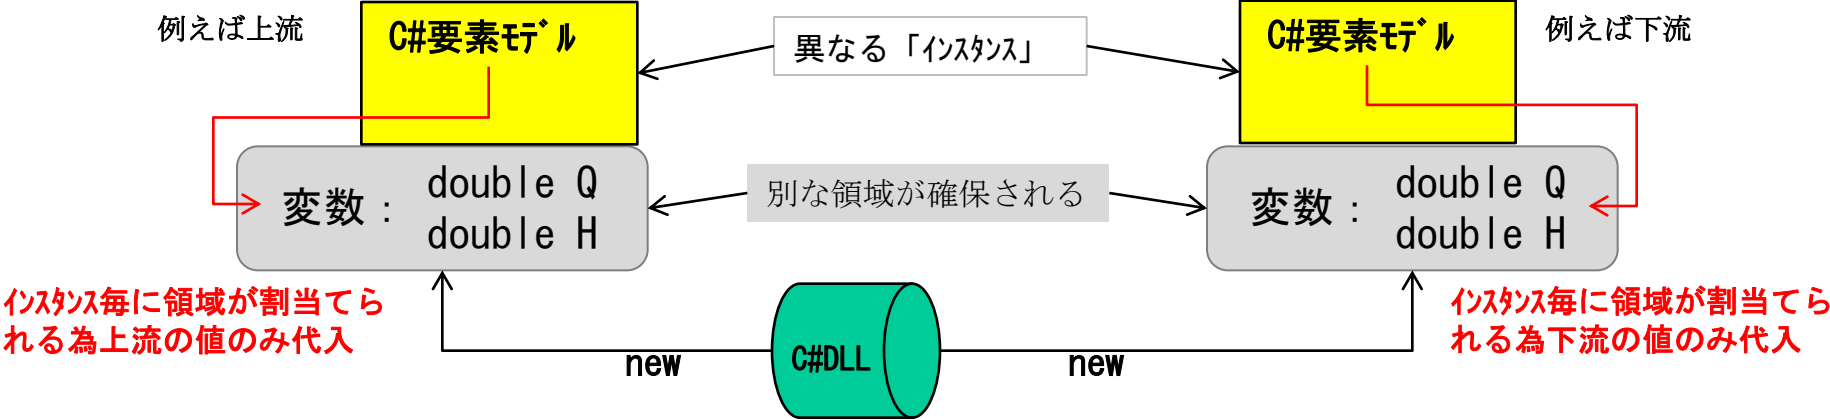 例えば上流
C#要素ﾓﾃﾞﾙ
異なる「ｲﾝｽﾀﾝｽ」
C#要素ﾓﾃﾞﾙ
例えば下流
変数：
double Q
double H
別な領域が確保される
変数：
double Q
double H
ｲﾝｽﾀﾝｽ毎に領域が割当てら
れる為上流の値のみ代入
new
C#DLL
new
ｲﾝｽﾀﾝｽ毎に領域が割当てら
れる為下流の値のみ代入